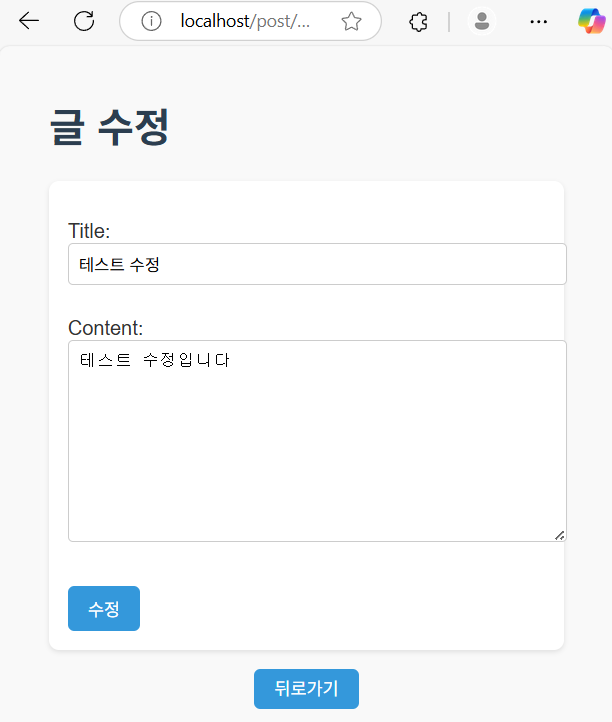 localhost/post/...
글 수정
Title:
테스트 수정
Content:
테스트 수정입니다
수정
뒤로가기